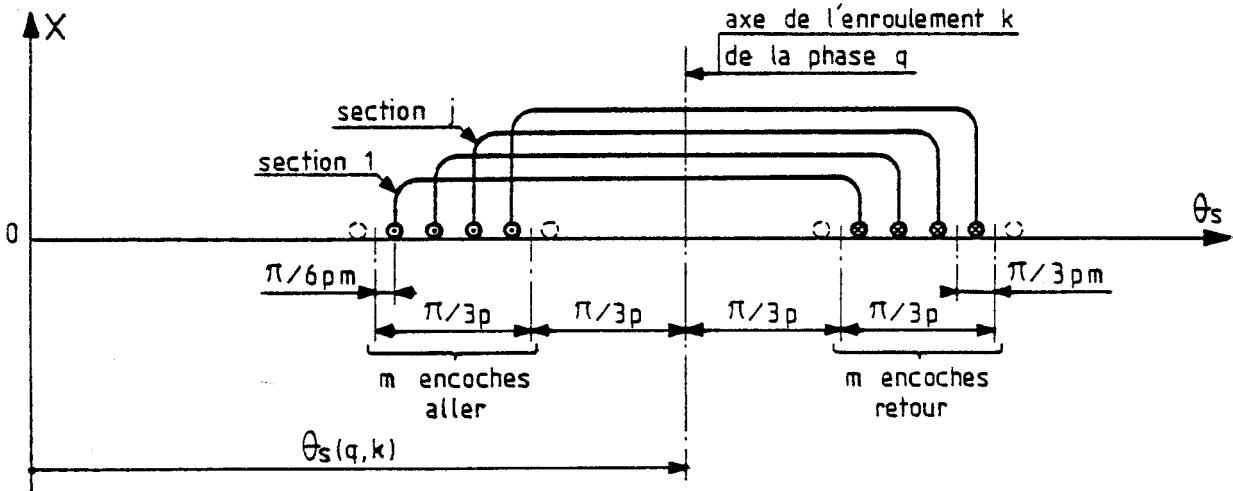 X
axe de l'enroulement k
de la phase q
section j
section 1
0
θs
π/6pm
π/3pm
π/3p
π/3p
π/3p
π/3p
m encoches
aller
m encoches
retour
θs(q,k)